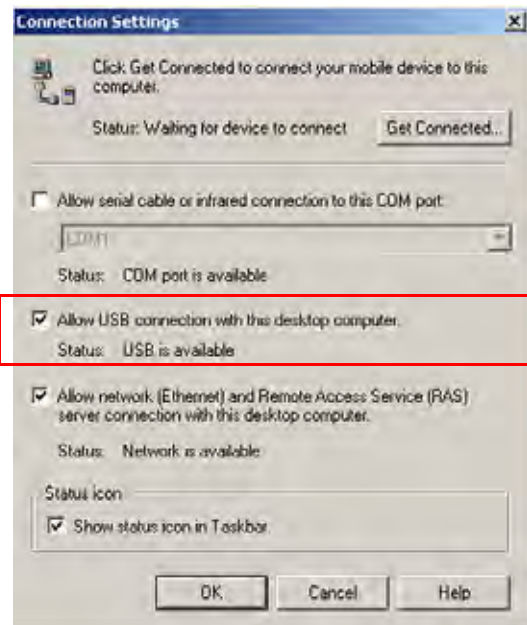 Connection Settings
Click Get Connected to connect your mobile device to this
computer.
Status: Waiting for device to connect Get Connected...
Allow serial cable or infrared connection to this COM port:
COM1
Status: COM port is available
Allow USB connection with this desktop computer.
Status: USB is available
Allow network (Ethernet) and Remote Access Service (RAS)
server connection with this desktop computer.
Status: Network is available
Status icon
Show status icon in Taskbar.
OK Cancel Help